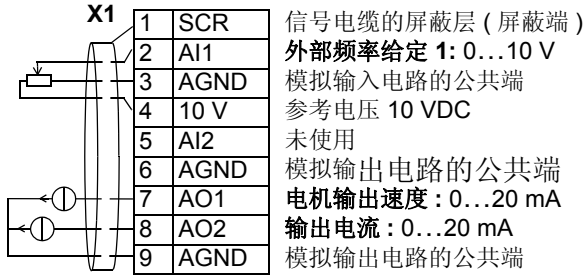 X1
1 SCR 信号电缆的屏蔽层 ( 屏蔽端 )
2 AI1 外部频率给定 1: 0…10 V
3 AGND 模拟输入电路的公共端
4 10 V 参考电压 10 VDC
5 AI2 未使用
6 AGND 模拟输出电路的公共端
7 AO1 电机输出速度 : 0…20 mA
8 AO2 输出电流 : 0…20 mA
9 AGND 模拟输出电路的公共端